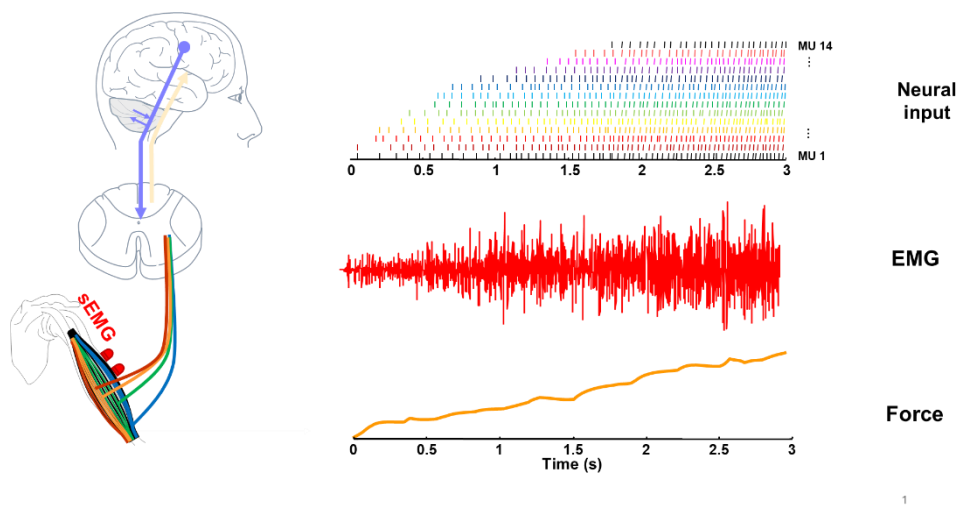 MU 14
⋮
Neural
input
⋮
MU 1
0 0.5 1 1.5 2 2.5 3
EMG
sEMG
Force
0 0.5 1 1.5 2 2.5 3
Time (s)
1